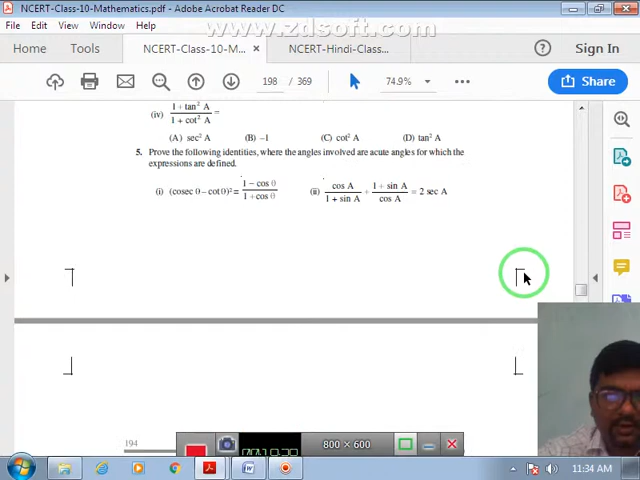 NCERT-Class-10-Mathematics.pdf - Adobe Acrobat Reader DC
www.zdsoft.com
File Edit View Window Help
Home Tools NCERT-Class-10-M... × NCERT-Hindi-Class... Sign In
198 / 369 74.9% Share
(iv) 1 + tan² A / 1 + cot² A =
(A) sec² A (B) –1 (C) cot² A (D) tan² A
5. Prove the following identities, where the angles involved are acute angles for which the
expressions are defined.
(i) (cosec θ – cot θ)² = 1 – cos θ / 1 + cos θ (ii) cos A / 1 + sin A + 1 + sin A / cos A = 2 sec A
194
800 × 600
11:34 AM